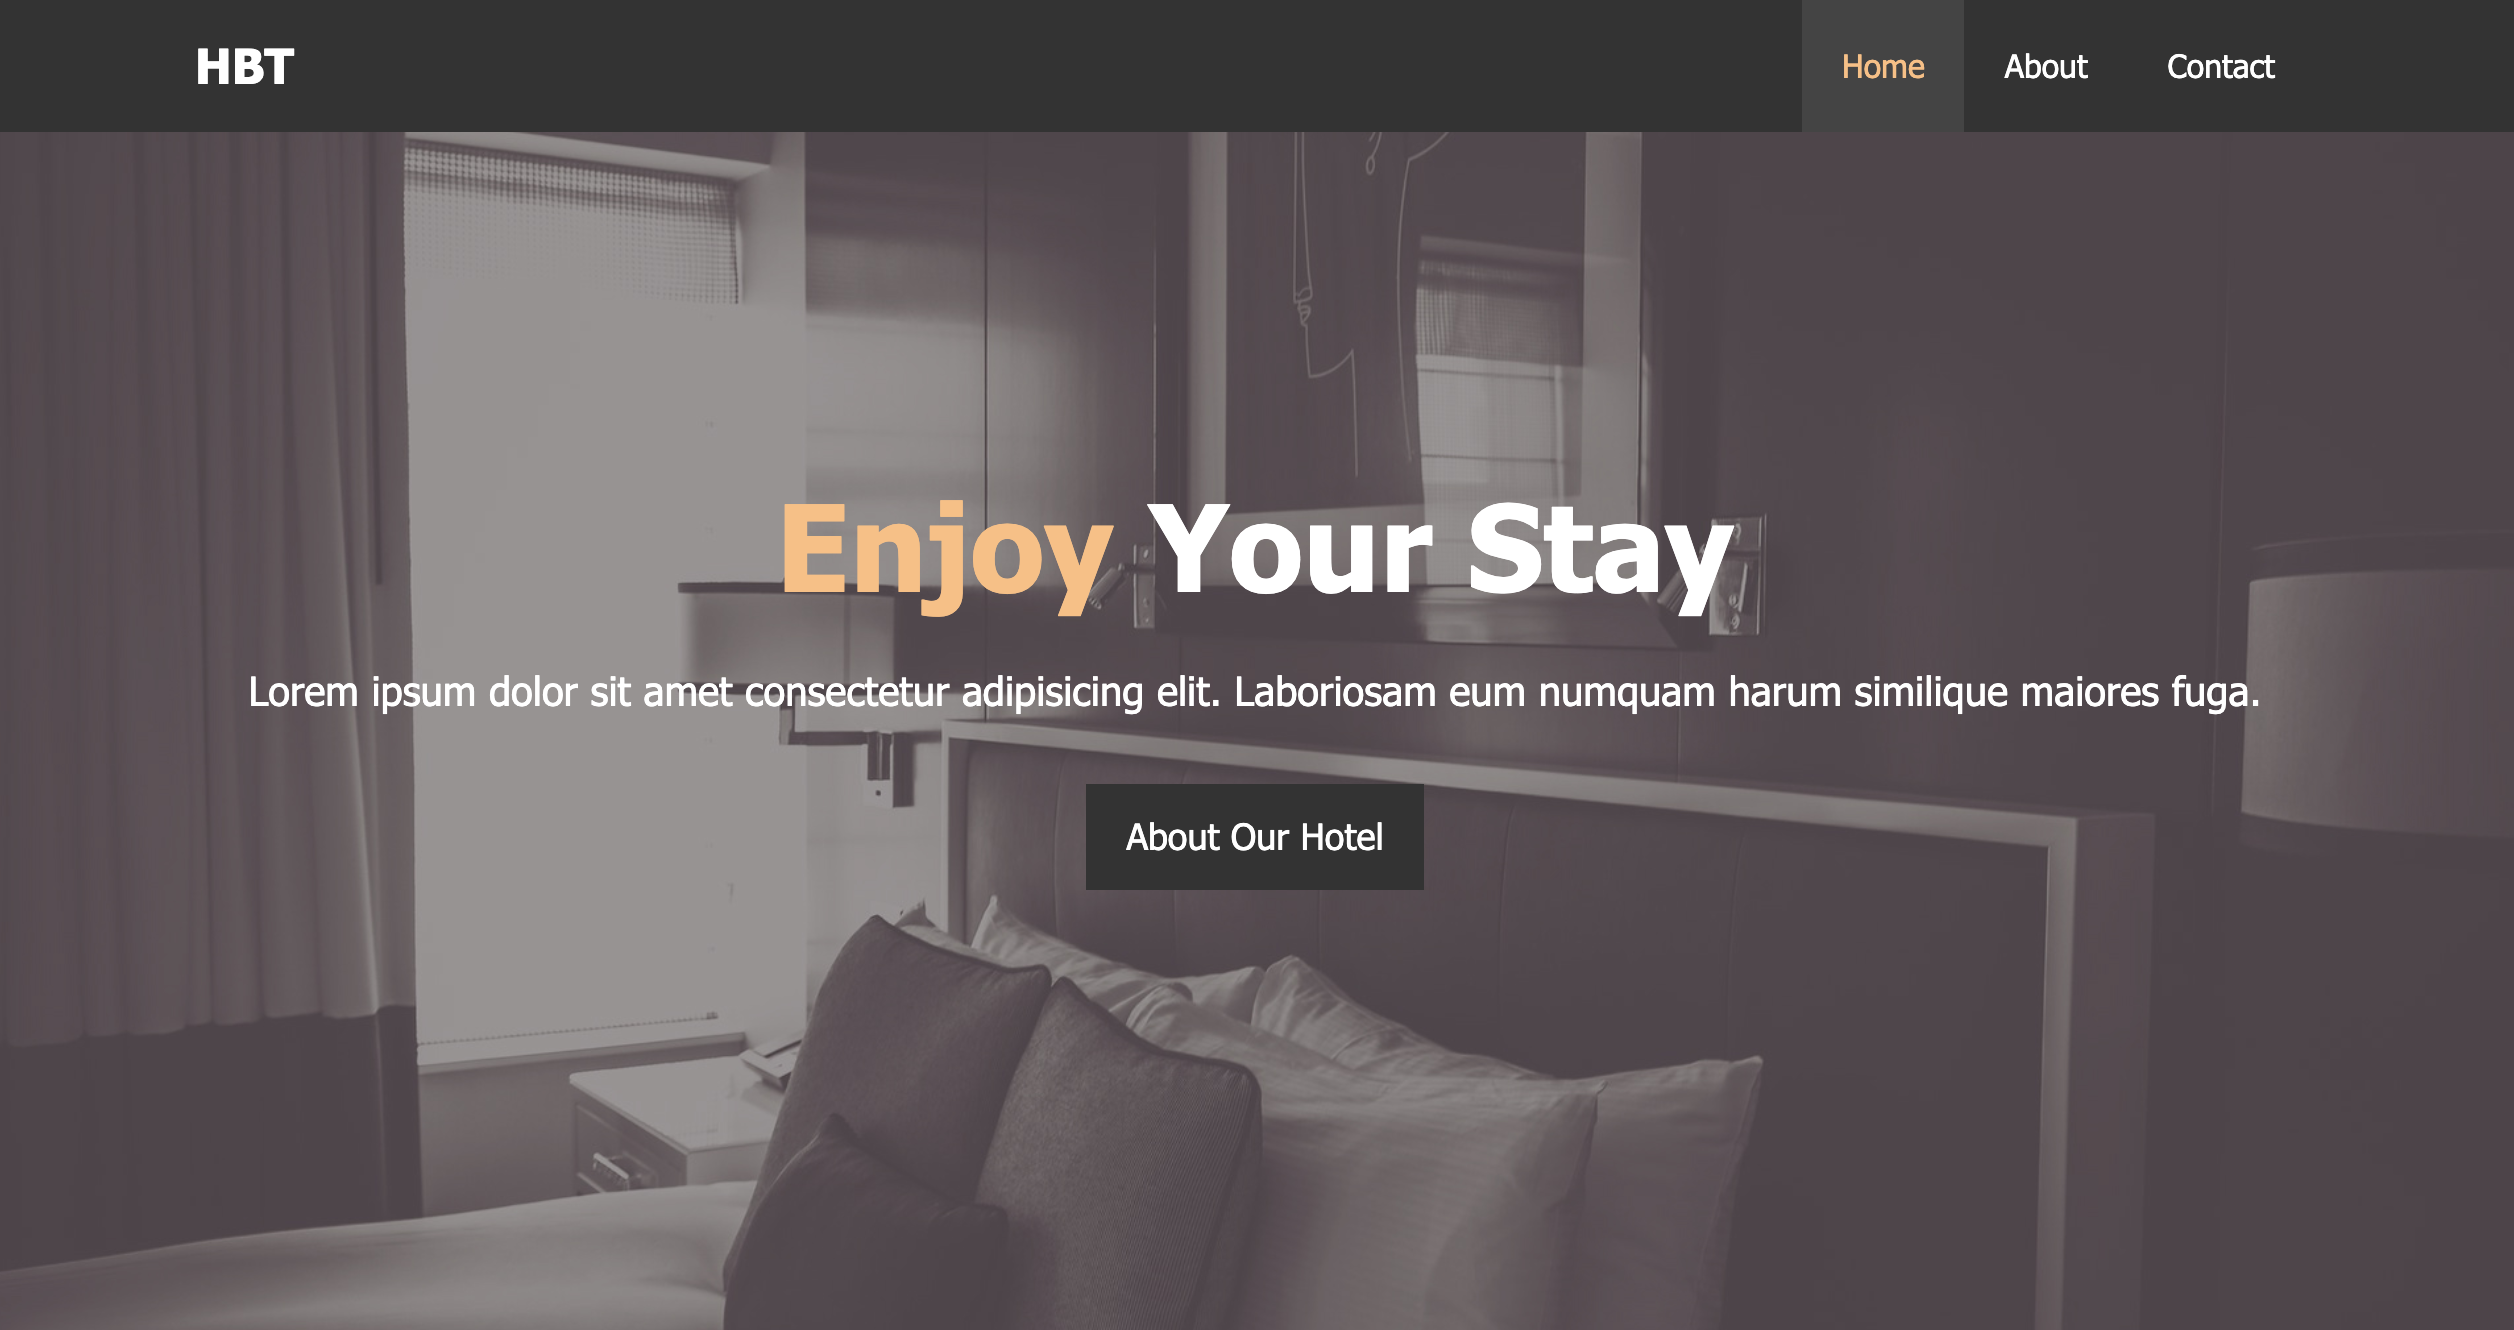 HBT
Home About Contact
Enjoy Your Stay
Lorem ipsum dolor sit amet consectetur adipisicing elit. Laboriosam eum numquam harum similique maiores fuga.
About Our Hotel